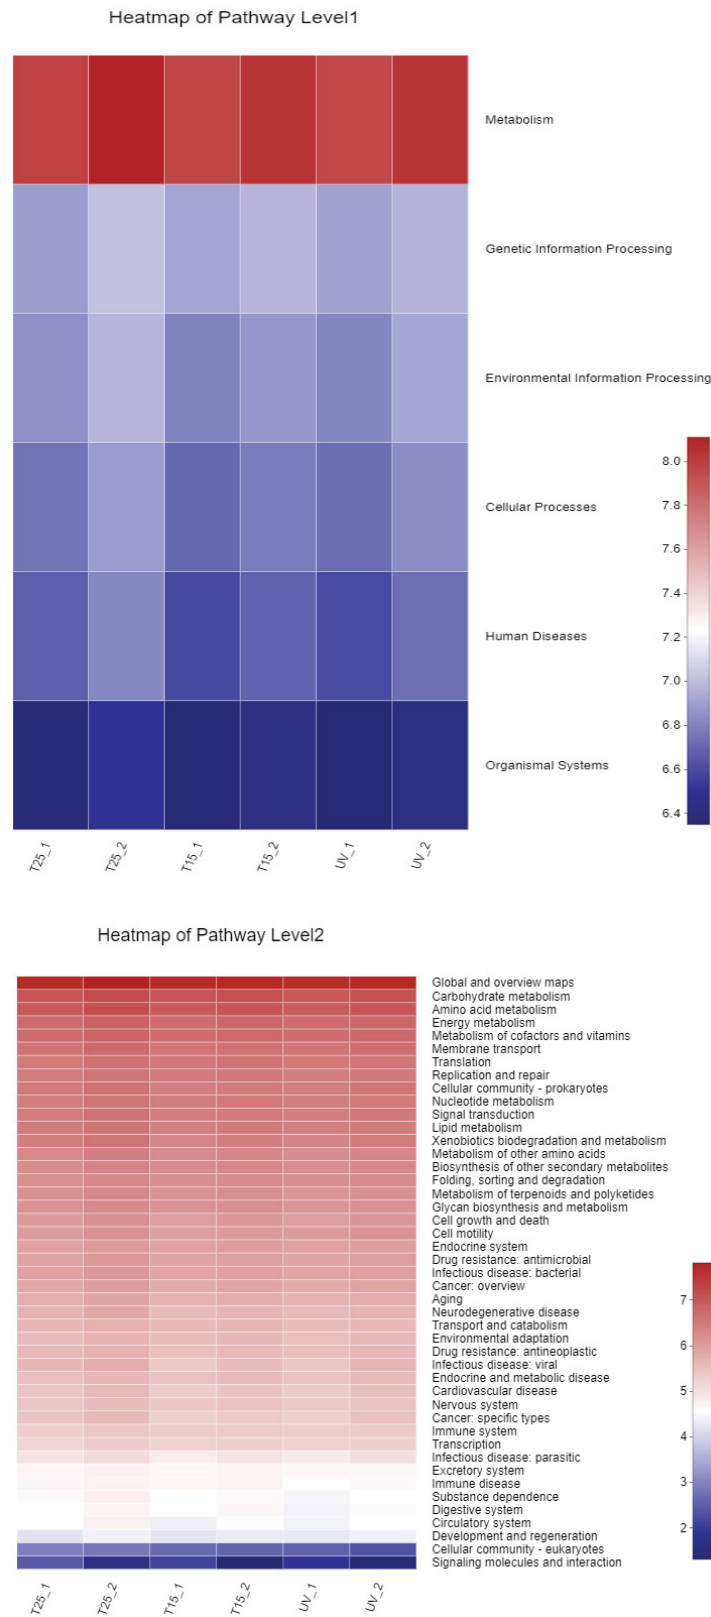 Heatmap of Pathway Level1
Metabolism
Genetic Information Processing
Environmental Information Processing
Cellular Processes
Human Diseases
Organismal Systems
8.0
7.8
7.6
7.4
7.2
7.0
6.8
6.6
6.4
T25_1
T25_2
T15_1
T15_2
UV_1
UV_2
Heatmap of Pathway Level2
Global and overview maps
Carbohydrate metabolism
Amino acid metabolism
Energy metabolism
Metabolism of cofactors and vitamins
Membrane transport
Translation
Replication and repair
Cellular community - prokaryotes
Nucleotide metabolism
Signal transduction
Lipid metabolism
Xenobiotics biodegradation and metabolism
Metabolism of other amino acids
Biosynthesis of other secondary metabolites
Folding, sorting and degradation
Metabolism of terpenoids and polyketides
Glycan biosynthesis and metabolism
Cell growth and death
Cell motility
Endocrine system
Drug resistance: antimicrobial
Infectious disease: bacterial
Cancer: overview
Aging
Neurodegenerative disease
Transport and catabolism
Environmental adaptation
Drug resistance: antineoplastic
Infectious disease: viral
Endocrine and metabolic disease
Cardiovascular disease
Nervous system
Cancer: specific types
Immune system
Transcription
Infectious disease: parasitic
Excretory system
Immune disease
Substance dependence
Digestive system
Circulatory system
Development and regeneration
Cellular community - eukaryotes
Signaling molecules and interaction
7
6
5
4
3
2
T25_1
T25_2
T15_1
T15_2
UV_1
UV_2